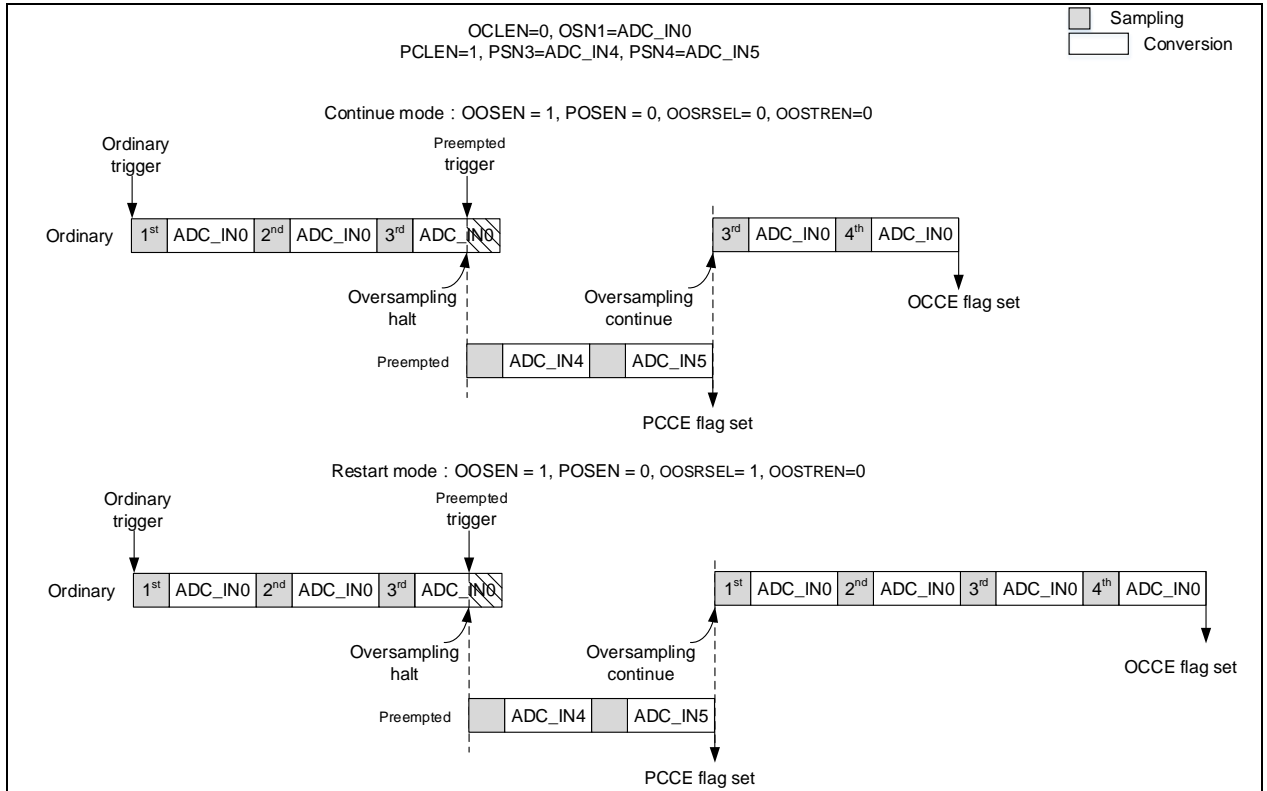 OCLEN=0, OSN1=ADC_IN0
PCLEN=1, PSN3=ADC_IN4, PSN4=ADC_IN5
Sampling
Conversion
Continue mode : OOSEN = 1, POSEN = 0, OOSRSEL= 0, OOSTREN=0
Ordinary
trigger
Preempted
trigger
Ordinary
1st ADC_IN0 2nd ADC_IN0 3rd ADC_IN0
3rd ADC_IN0 4th ADC_IN0
Oversampling
halt
Oversampling
continue
OCCE flag set
Preempted
ADC_IN4 ADC_IN5
PCCE flag set
Restart mode : OOSEN = 1, POSEN = 0, OOSRSEL= 1, OOSTREN=0
Ordinary
trigger
Preempted
trigger
Ordinary
1st ADC_IN0 2nd ADC_IN0 3rd ADC_IN0
1st ADC_IN0 2nd ADC_IN0 3rd ADC_IN0 4th ADC_IN0
Oversampling
halt
Oversampling
continue
OCCE flag set
Preempted
ADC_IN4 ADC_IN5
PCCE flag set